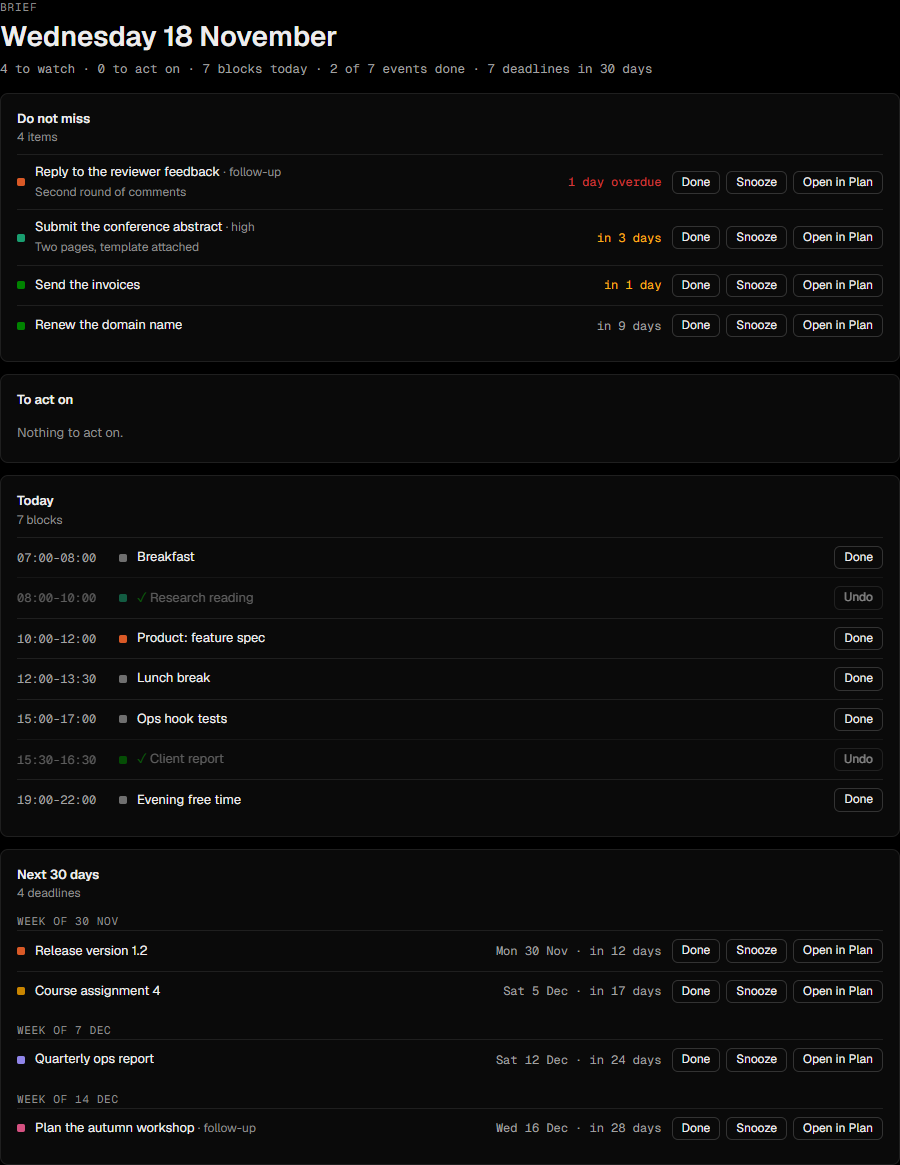 BRIEF
Wednesday 18 November
4 to watch · 0 to act on · 7 blocks today · 2 of 7 events done · 7 deadlines in 30 days
Do not miss
4 items
Reply to the reviewer feedback · follow-up
1 day overdue Done Snooze Open in Plan
Second round of comments
Submit the conference abstract · high
in 3 days Done Snooze Open in Plan
Two pages, template attached
Send the invoices in 1 day Done Snooze Open in Plan
Renew the domain name in 9 days Done Snooze Open in Plan
To act on
Nothing to act on.
Today
7 blocks
07:00-08:00 Breakfast Done
08:00-10:00 ✓ Research reading Undo
10:00-12:00 Product: feature spec Done
12:00-13:30 Lunch break Done
15:00-17:00 Ops hook tests Done
15:30-16:30 ✓ Client report Undo
19:00-22:00 Evening free time Done
Next 30 days
4 deadlines
WEEK OF 30 NOV
Release version 1.2 Mon 30 Nov · in 12 days Done Snooze Open in Plan
Course assignment 4 Sat 5 Dec · in 17 days Done Snooze Open in Plan
WEEK OF 7 DEC
Quarterly ops report Sat 12 Dec · in 24 days Done Snooze Open in Plan
WEEK OF 14 DEC
Plan the autumn workshop · follow-up Wed 16 Dec · in 28 days Done Snooze Open in Plan